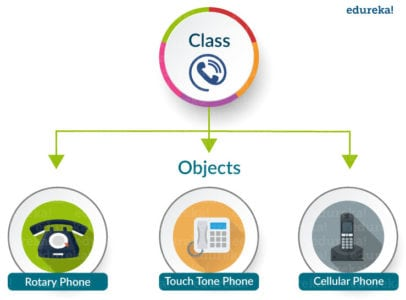 edureka!
Class
Objects
Rotary Phone
Touch Tone Phone
Cellular Phone